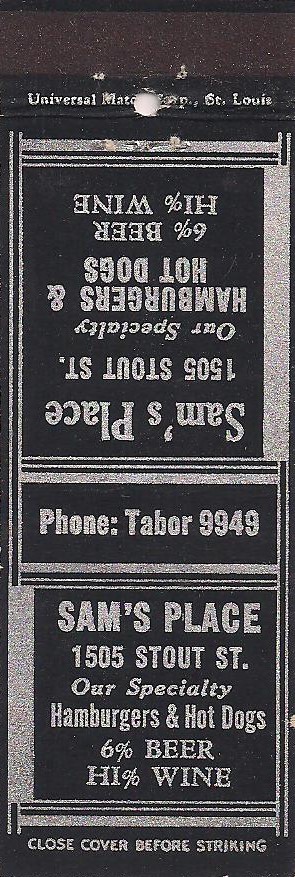 Universal Match Corp., St. Louis
Sam's Place
1505 STOUT ST.
Our Specialty
HAMBURGERS &
HOT DOGS
6% BEER
HI% WINE
Phone: Tabor 9949
SAM'S PLACE
1505 STOUT ST.
Our Specialty
Hamburgers & Hot Dogs
6% BEER
HI% WINE
CLOSE COVER BEFORE STRIKING